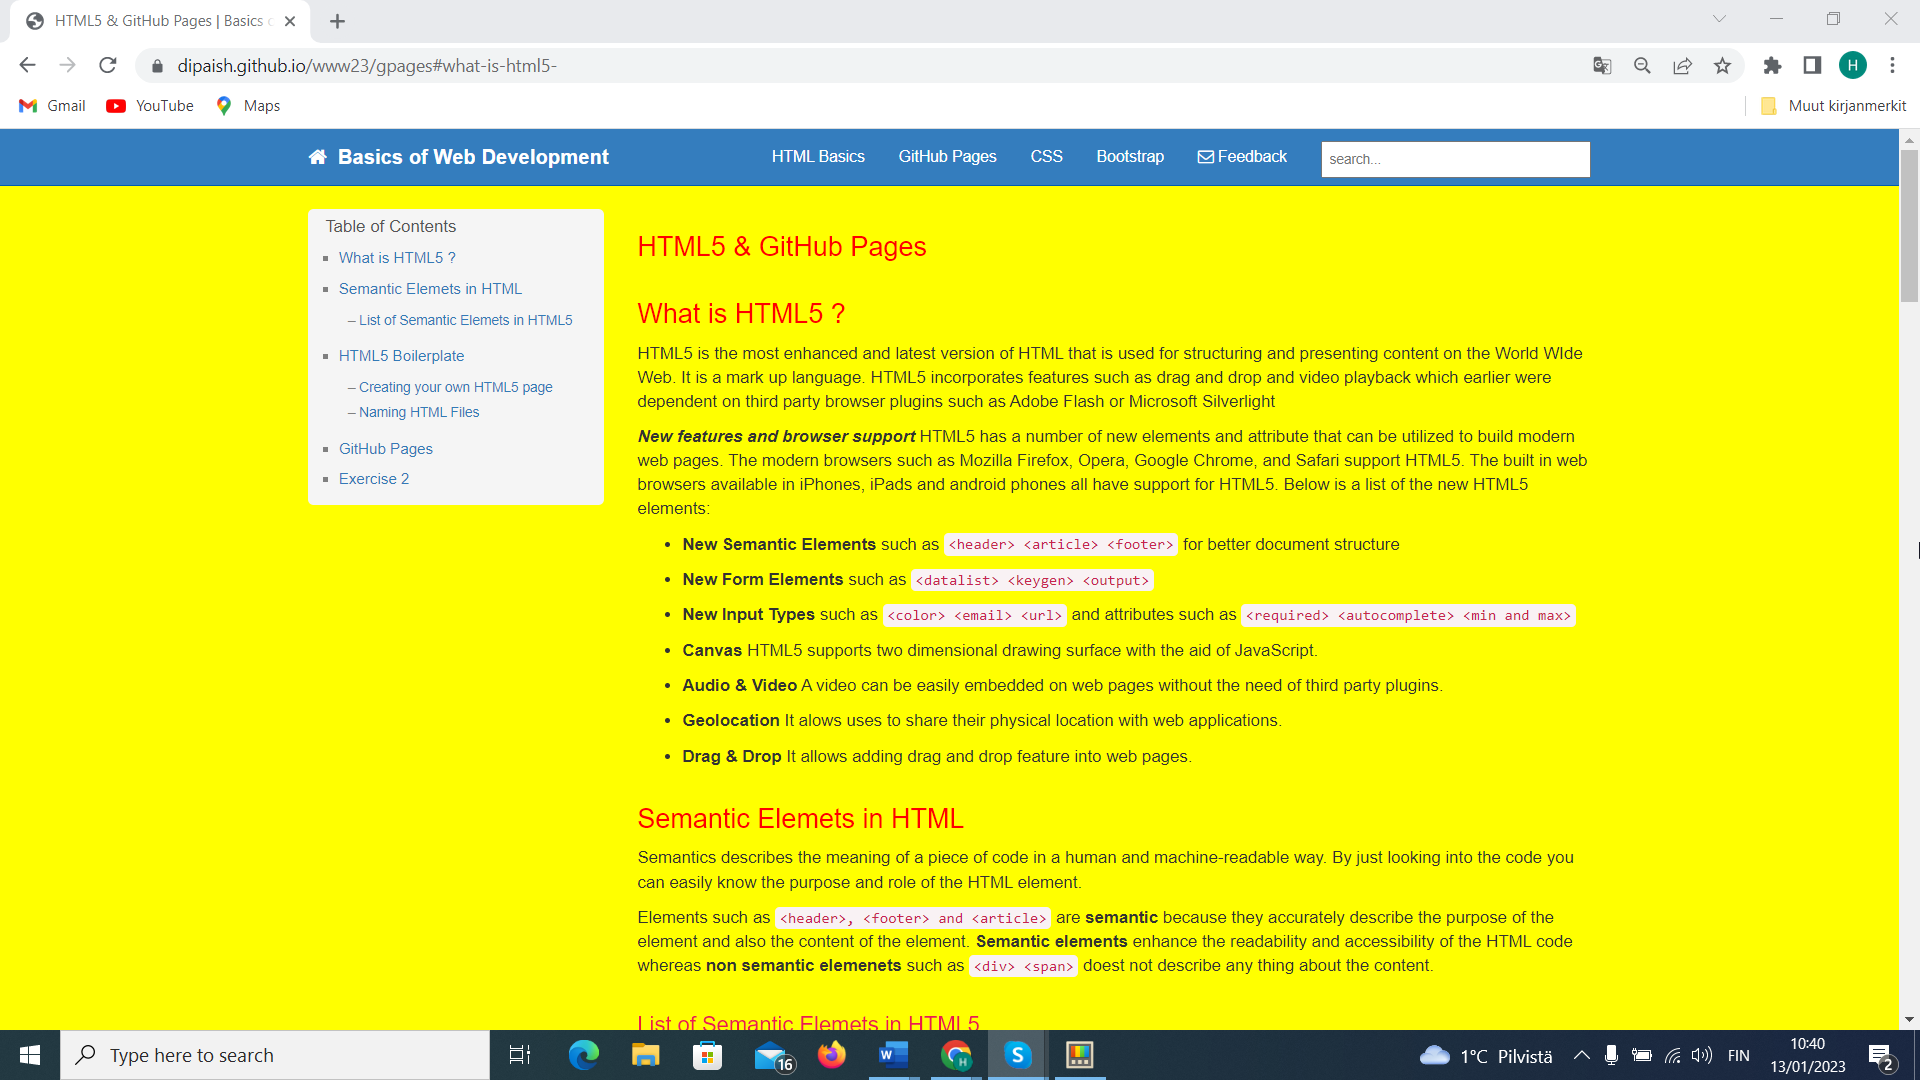 HTML5 & GitHub Pages | Basics
dipaish.github.io/www23/gpages#what-is-html5-
H
Gmail
YouTube
Maps
Muut kirjanmerkit
Basics of Web Development
HTML Basics
GitHub Pages
CSS
Bootstrap
Feedback
search...
Table of Contents
What is HTML5 ?
Semantic Elemets in HTML
– List of Semantic Elemets in HTML5
HTML5 Boilerplate
– Creating your own HTML5 page
– Naming HTML Files
GitHub Pages
Exercise 2
HTML5 & GitHub Pages
What is HTML5 ?
HTML5 is the most enhanced and latest version of HTML that is used for structuring and presenting content on the World WIde
Web. It is a mark up language. HTML5 incorporates features such as drag and drop and video playback which earlier were
dependent on third party browser plugins such as Adobe Flash or Microsoft Silverlight
New features and browser support HTML5 has a number of new elements and attribute that can be utilized to build modern
web pages. The modern browsers such as Mozilla Firefox, Opera, Google Chrome, and Safari support HTML5. The built in web
browsers available in iPhones, iPads and android phones all have support for HTML5. Below is a list of the new HTML5
elements:
• New Semantic Elements such as <header> <article> <footer> for better document structure
• New Form Elements such as <datalist> <keygen> <output>
• New Input Types such as <color> <email> <url> and attributes such as <required> <autocomplete> <min and max>
• Canvas HTML5 supports two dimensional drawing surface with the aid of JavaScript.
• Audio & Video A video can be easily embedded on web pages without the need of third party plugins.
• Geolocation It alows uses to share their physical location with web applications.
• Drag & Drop It allows adding drag and drop feature into web pages.
Semantic Elemets in HTML
Semantics describes the meaning of a piece of code in a human and machine-readable way. By just looking into the code you
can easily know the purpose and role of the HTML element.
Elements such as <header>, <footer> and <article> are semantic because they accurately describe the purpose of the
element and also the content of the element. Semantic elements enhance the readability and accessibility of the HTML code
whereas non semantic elemenets such as <div> <span> doest not describe any thing about the content.
List of Semantic Elemets in HTML5
Type here to search
16
1°C Pilvistä
FIN
10:40
13/01/2023
2